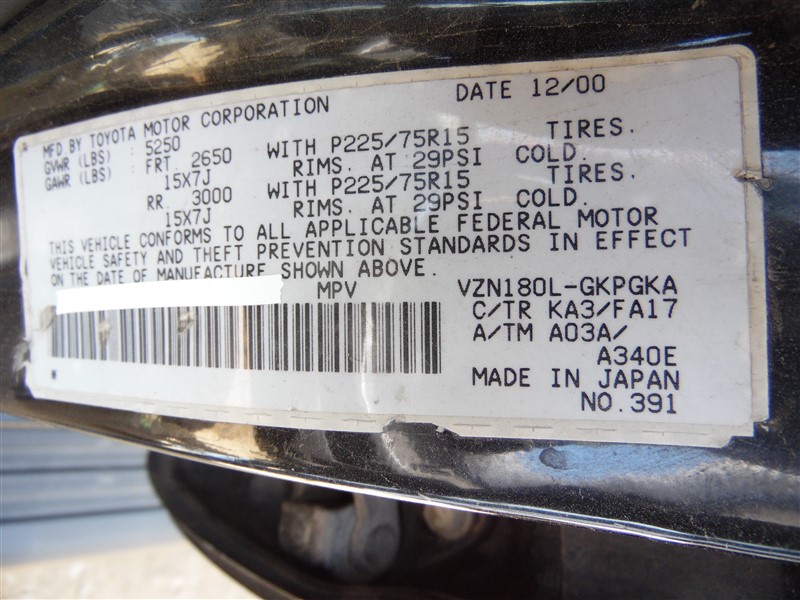 MFD.BY TOYOTA MOTOR CORPORATION DATE 12/00
GVWR (LBS) 5250
GAWR (LBS) : FRT 2650 WITH P225/75R15 TIRES.
15X7J RIMS. AT 29PSI COLD.
RR. 3000 WITH P225/75R15 TIRES.
15X7J RIMS. AT 29PSI COLD.
THIS VEHICLE CONFORMS TO ALL APPLICABLE FEDERAL MOTOR
VEHICLE SAFETY AND THEFT PREVENTION STANDARDS IN EFFECT
ON THE DATE OF MANUFACTURE SHOWN ABOVE.
MPV VZN180L-GKPGKA
C/TR KA3/FA17
A/TM A03A/
A340E
MADE IN JAPAN
NO.391